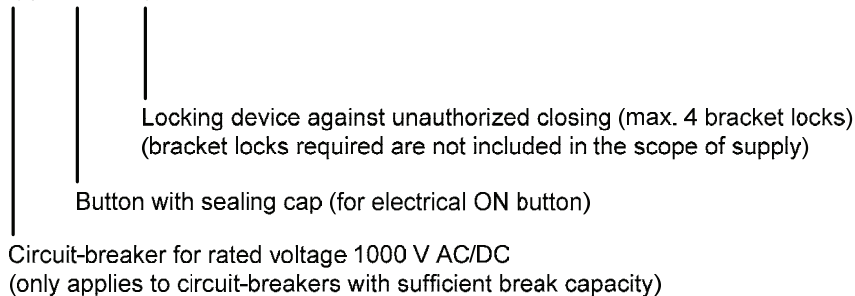 Locking device against unauthorized closing (max. 4 bracket locks)
(bracket locks required are not included in the scope of supply)
Button with sealing cap (for electrical ON button)
Circuit-breaker for rated voltage 1000 V AC/DC
(only applies to circuit-breakers with sufficient break capacity)